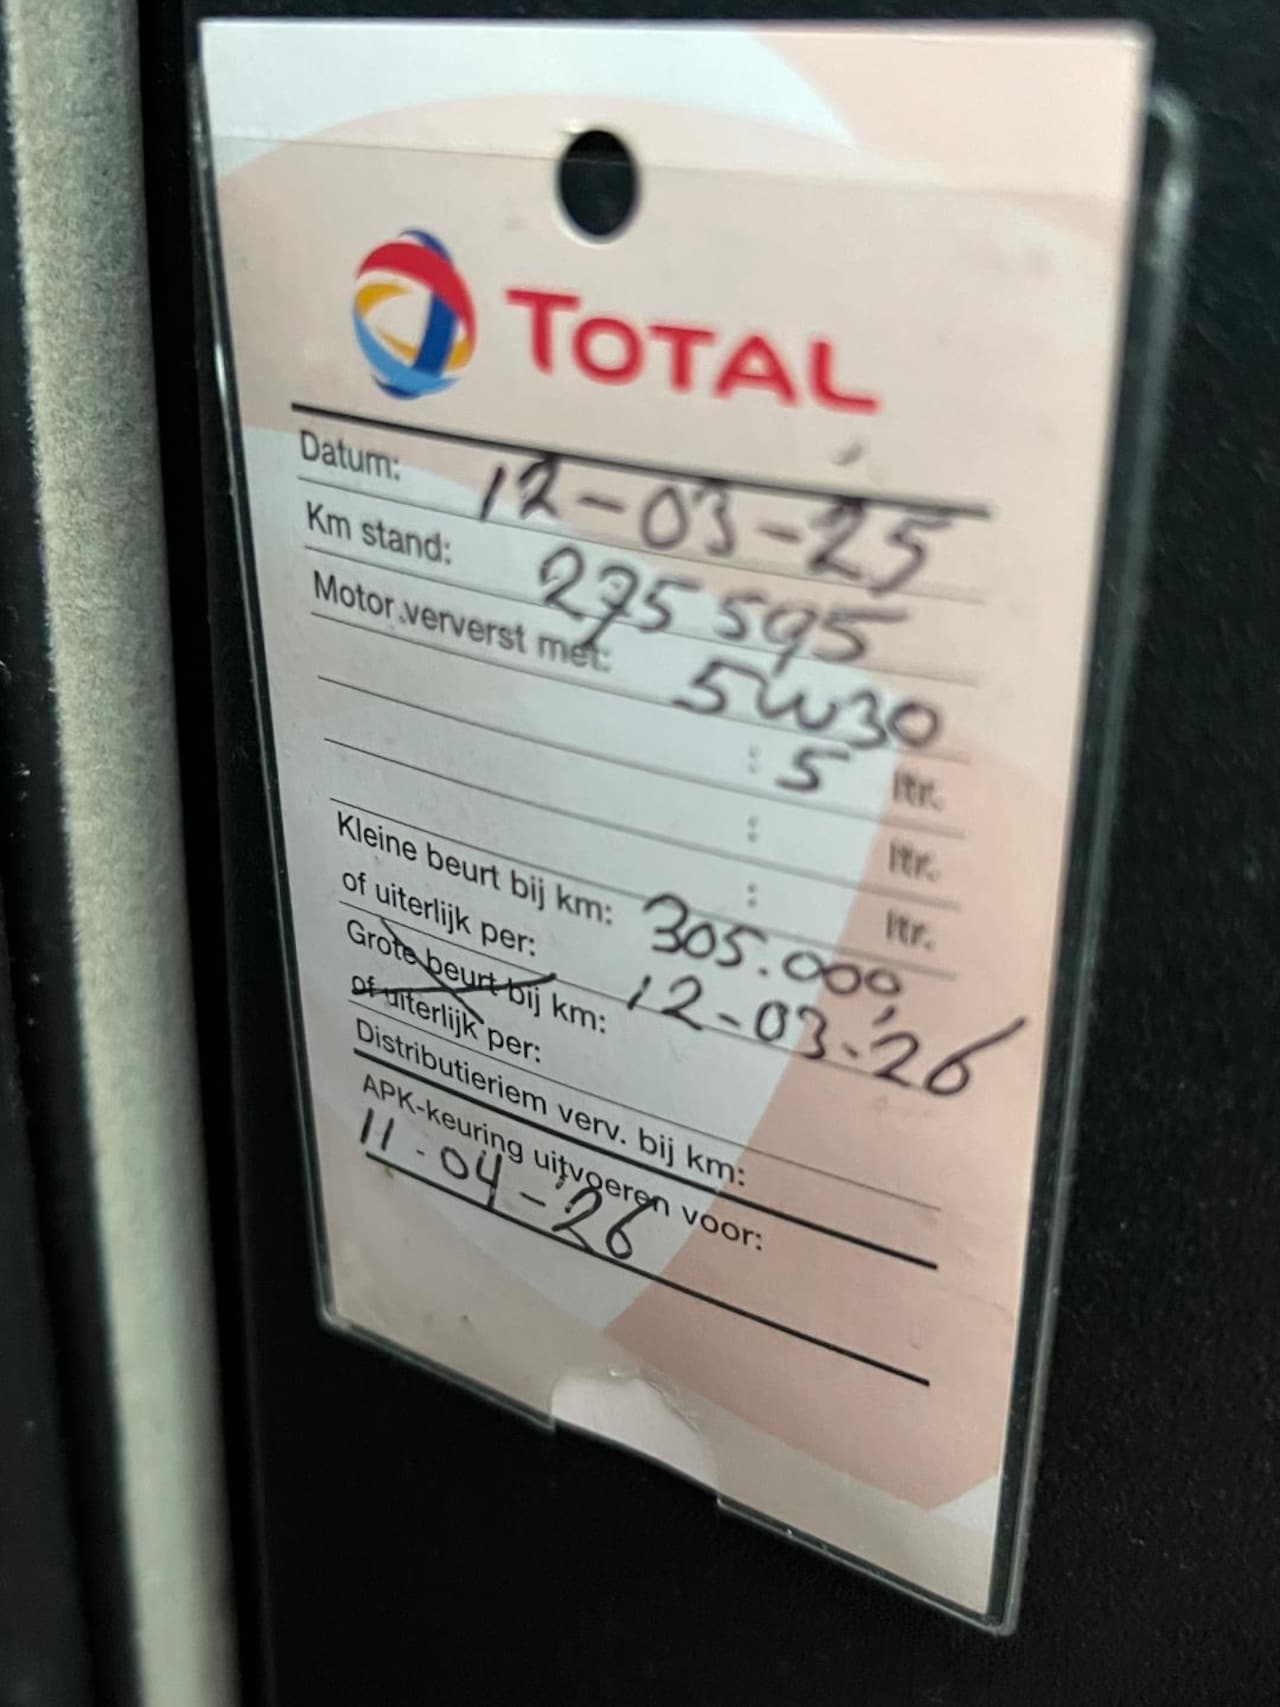 TOTAL
Datum: 12-03-25
Km stand: 275595
Motor ververst met: 5W30
: 5 ltr.
: ltr.
: ltr.
Kleine beurt bij km: 305.000,
of uiterlijk per: 12-03-26
Grote beurt bij km:
of uiterlijk per:
Distributieriem verv. bij km:
APK-keuring uitvoeren voor:
11-04-26